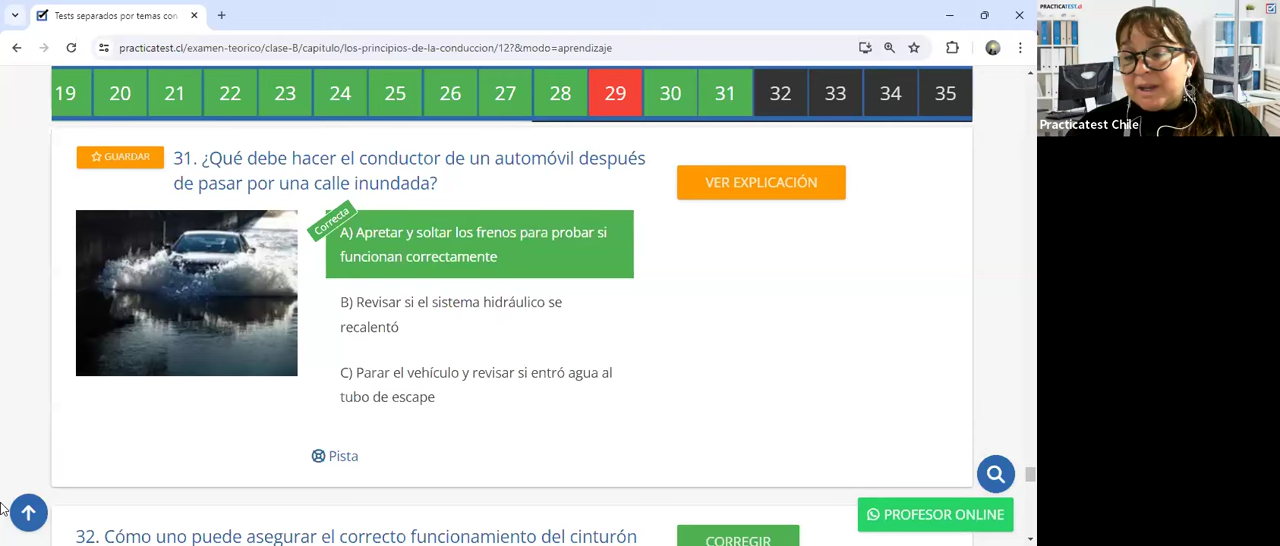 Tests separados por temas con
practicatest.cl/examen-teorico/clase-B/capitulo/los-principios-de-la-conduccion/12?&modo=aprendizaje
PRACTICATEST.cl
Practicatest Chile
19 20 21 22 23 24 25 26 27 28 29 30 31 32 33 34 35
GUARDAR
31. ¿Qué debe hacer el conductor de un automóvil después
de pasar por una calle inundada?
VER EXPLICACIÓN
Correcta
A) Apretar y soltar los frenos para probar si
funcionan correctamente
B) Revisar si el sistema hidráulico se
recalentó
C) Parar el vehículo y revisar si entró agua al
tubo de escape
Pista
PROFESOR ONLINE
32. Cómo uno puede asegurar el correcto funcionamiento del cinturón
CORREGIR